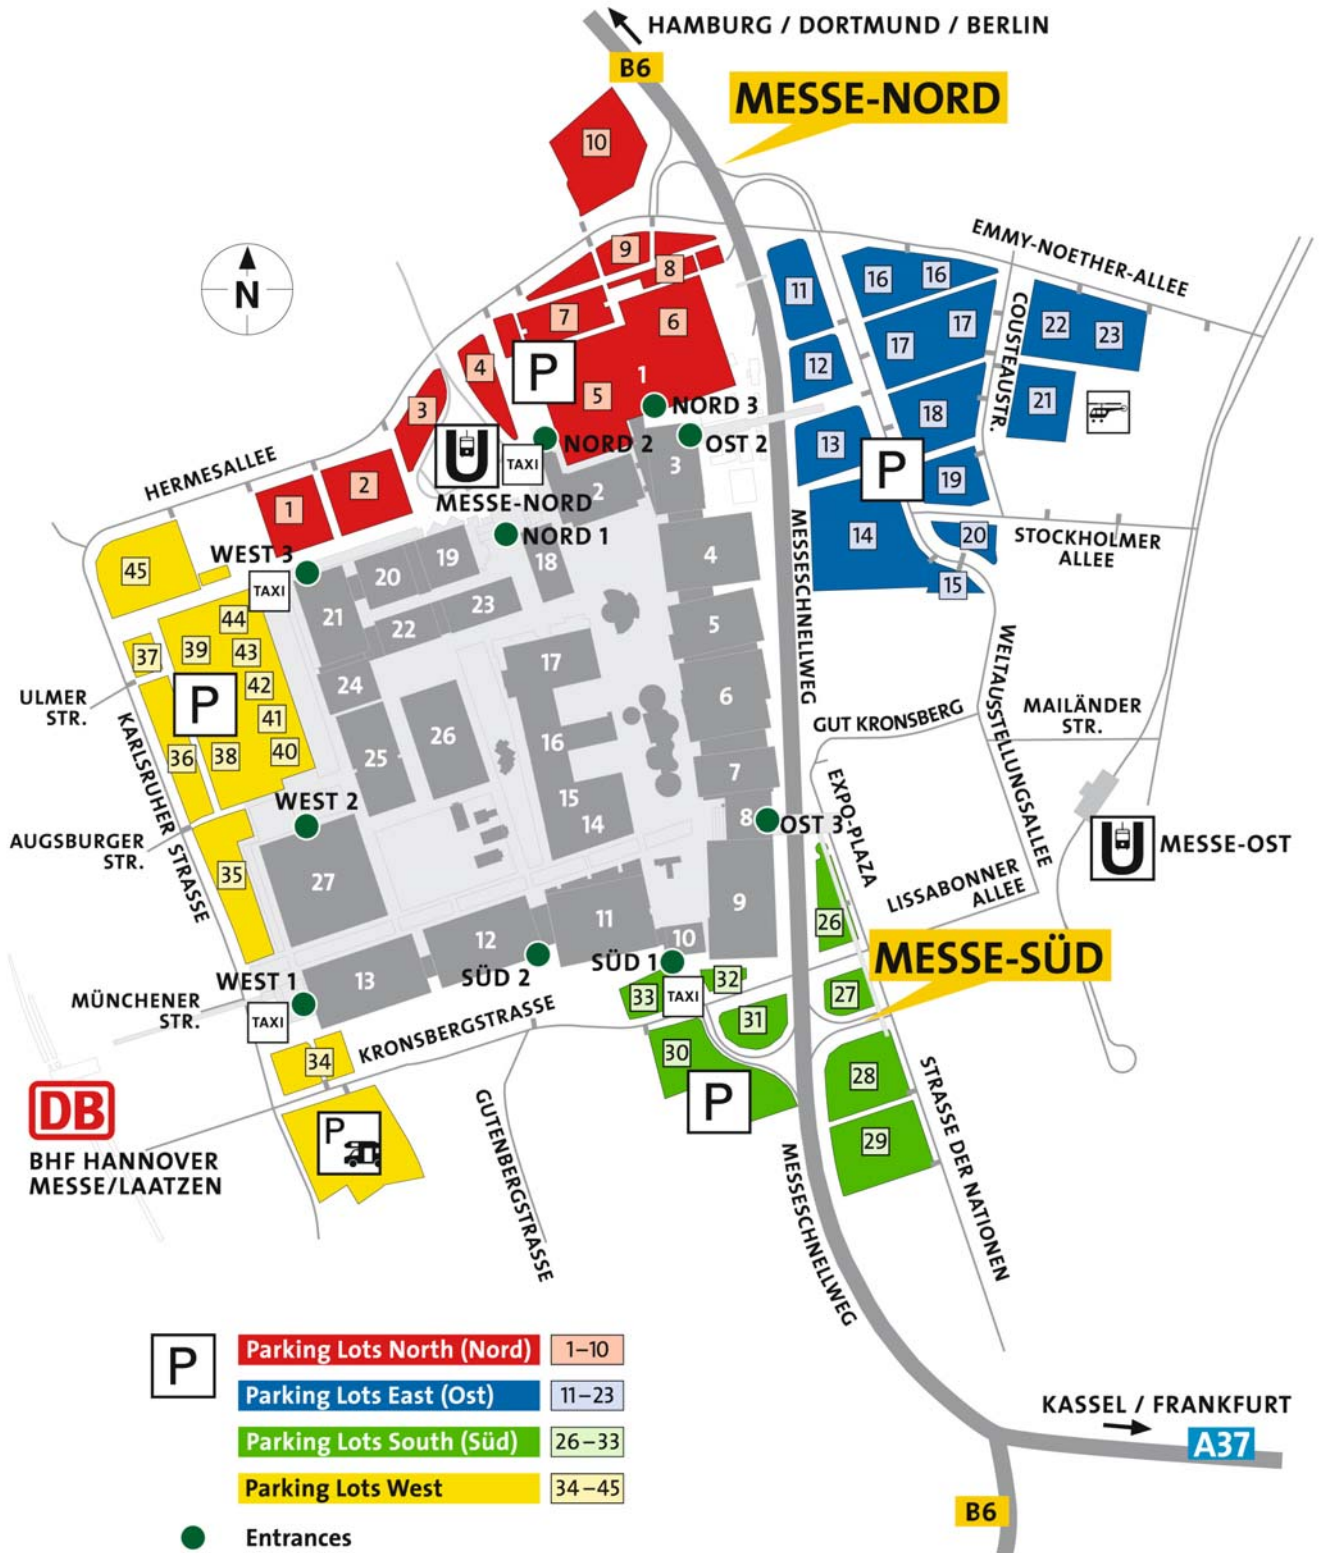 HAMBURG / DORTMUND / BERLIN
B6
MESSE-NORD
10
N
9
8
7
6
EMMY-NOETHER-ALLEE
11
16
16
17
17
COUSTEAUSTR.
22
23
12
4
P
5
1
3
NORD 3
21
18
13
OST 2
NORD 2
U
TAXI
MESSE-NORD
3
2
P
19
HERMESALLEE
1
2
NORD 1
14
20
STOCKHOLMER
ALLEE
15
WEST 3
TAXI
45
20
19
18
4
MESSESCHNELLWEG
21
22
23
5
44
39
43
37
42
P
41
40
36
38
ULMER
STR.
KARLSRUHER STRASSE
24
25
26
17
16
15
14
6
7
8
WELTAUSSTELLUNGSALLEE
GUT KRONSBERG
MAILÄNDER
STR.
WEST 2
OST 3
EXPO-PLAZA
U
MESSE-OST
AUGSBURGER
STR.
35
27
LISSABONNER
ALLEE
9
26
11
12
10
MESSE-SÜD
WEST 1
13
SÜD 2
SÜD 1
MÜNCHENER
STR.
TAXI
33
TAXI
32
27
31
KRONSBERGSTRASSE
34
30
28
P
P
29
STRASSE DER NATIONEN
DB
BHF HANNOVER
MESSE/LAATZEN
GUTENBERGSTRASSE
MESSESCHNELLWEG
P
Parking Lots North (Nord)
1–10
Parking Lots East (Ost)
11–23
Parking Lots South (Süd)
26–33
Parking Lots West
34–45
Entrances
KASSEL / FRANKFURT
A37
B6